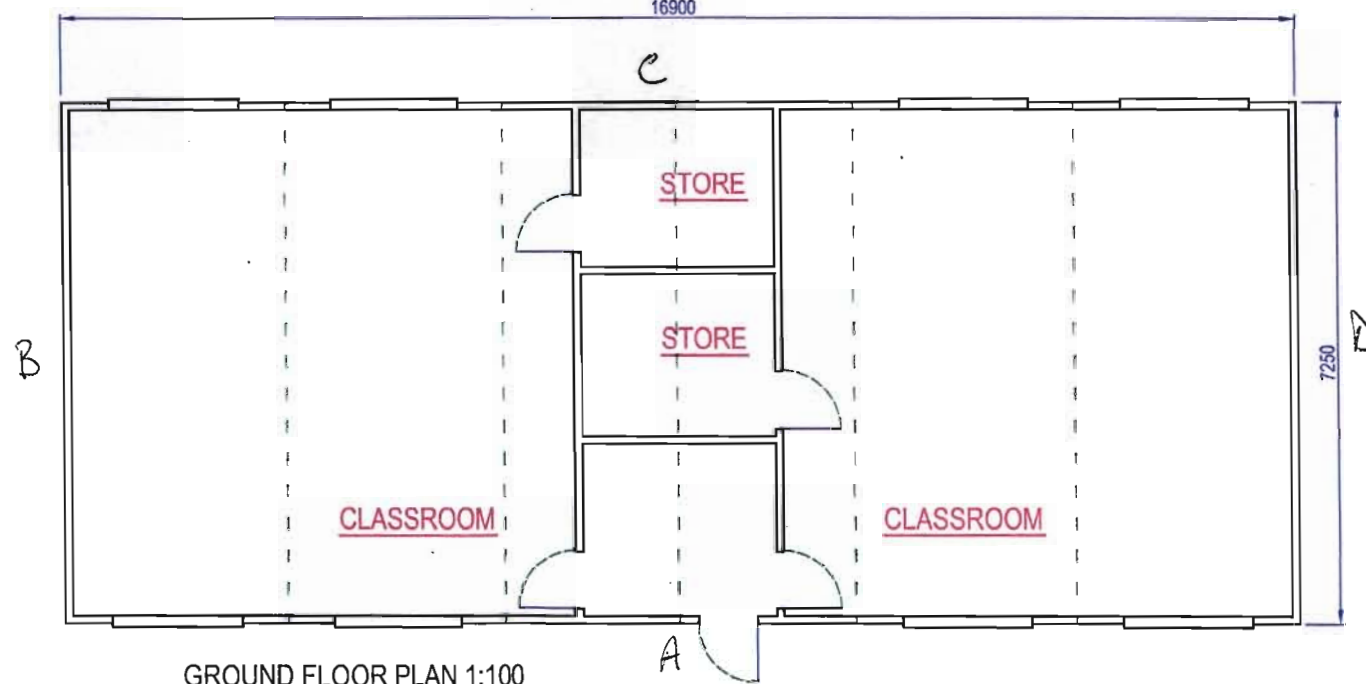 16900
C
STORE
B
STORE
D
7250
CLASSROOM
CLASSROOM
A
GROUND FLOOR PLAN 1:100